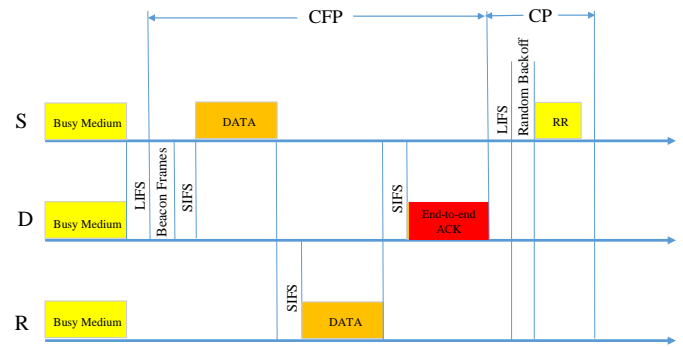 CFP
CP
S
Busy Medium
DATA
LIFS
Random Backoff
RR
LIFS
Beacon Frames
SIFS
SIFS
D
Busy Medium
End-to-end
ACK
SIFS
R
Busy Medium
DATA